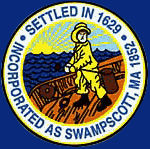 • SETTLED IN 1629 •
INCORPORATED AS SWAMPSCOTT, MA 1852